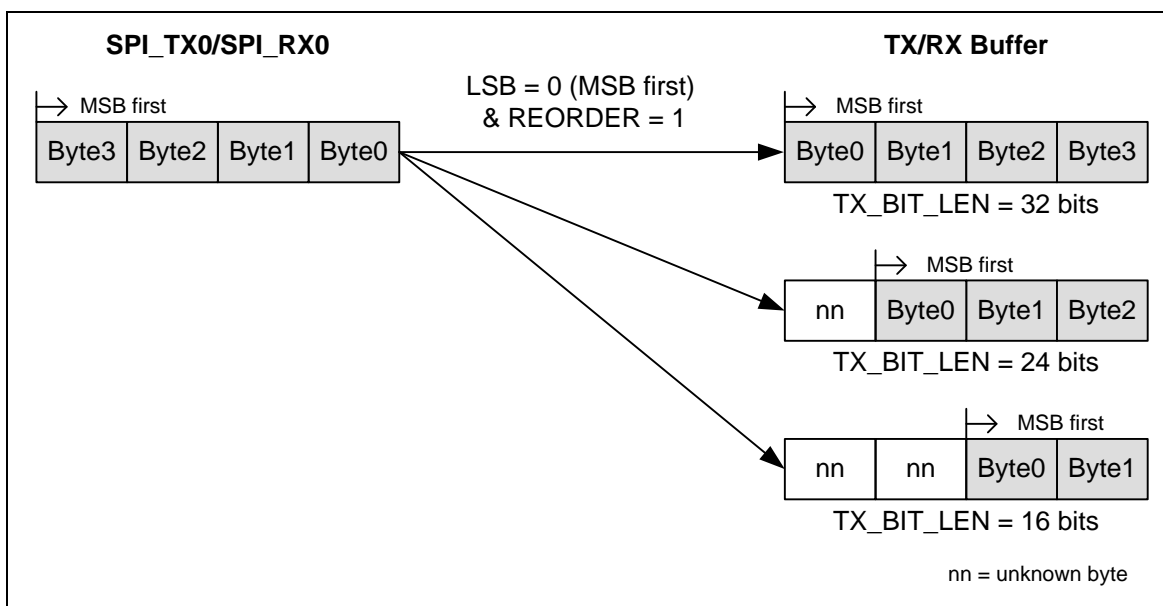 SPI_TX0/SPI_RX0
TX/RX Buffer
LSB = 0 (MSB first)
& REORDER = 1
MSB first
Byte3 Byte2 Byte1 Byte0
MSB first
Byte0 Byte1 Byte2 Byte3
TX_BIT_LEN = 32 bits
MSB first
nn Byte0 Byte1 Byte2
TX_BIT_LEN = 24 bits
MSB first
nn nn Byte0 Byte1
TX_BIT_LEN = 16 bits
nn = unknown byte